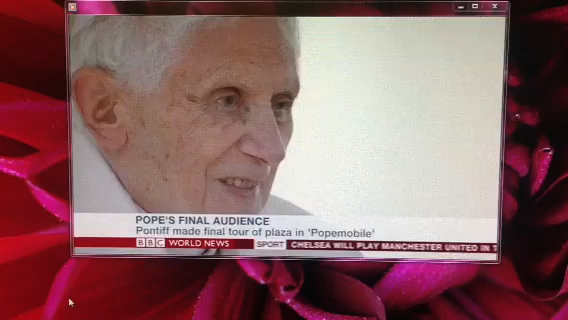 POPE'S FINAL AUDIENCE
Pontiff made final tour of plaza in 'Popemobile'
BBC WORLD NEWS SPORT CHELSEA WILL PLAY MANCHESTER UNITED IN T